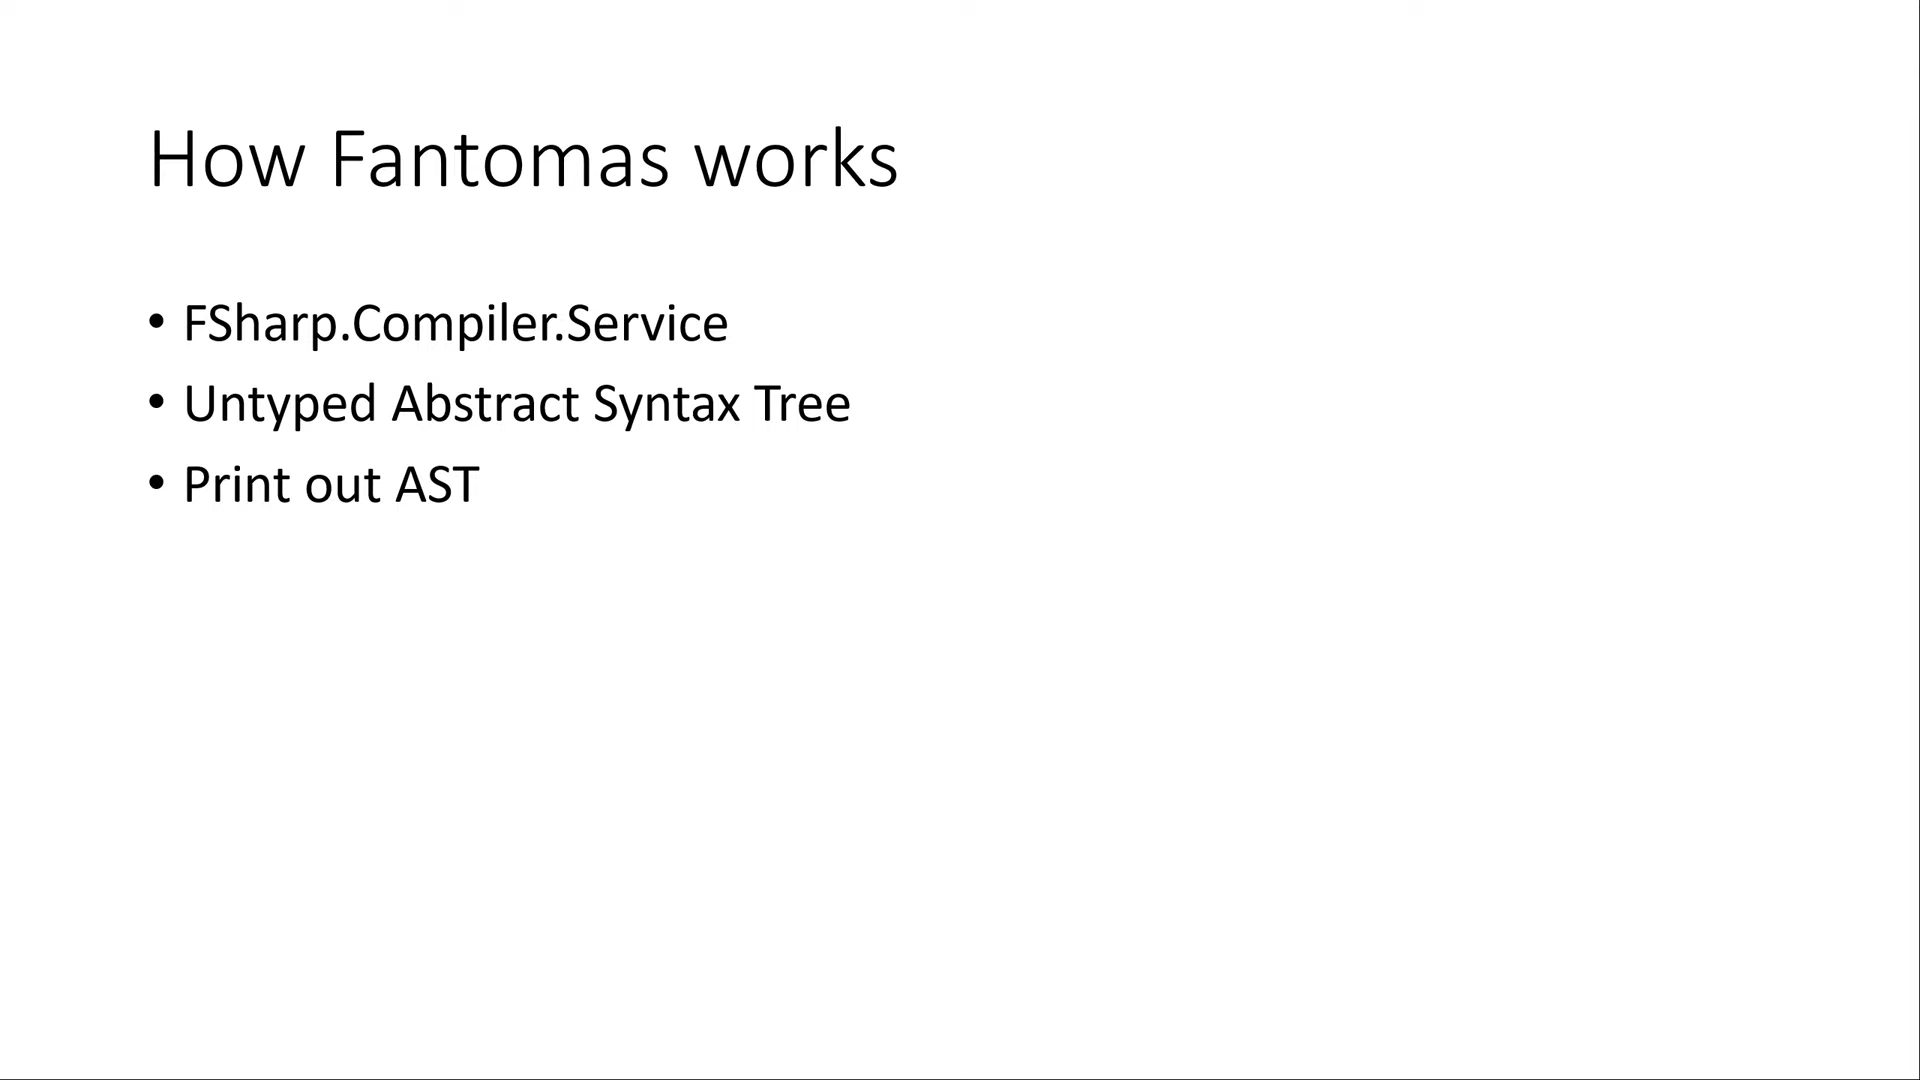 How Fantomas works
• FSharp.Compiler.Service
• Untyped Abstract Syntax Tree
• Print out AST